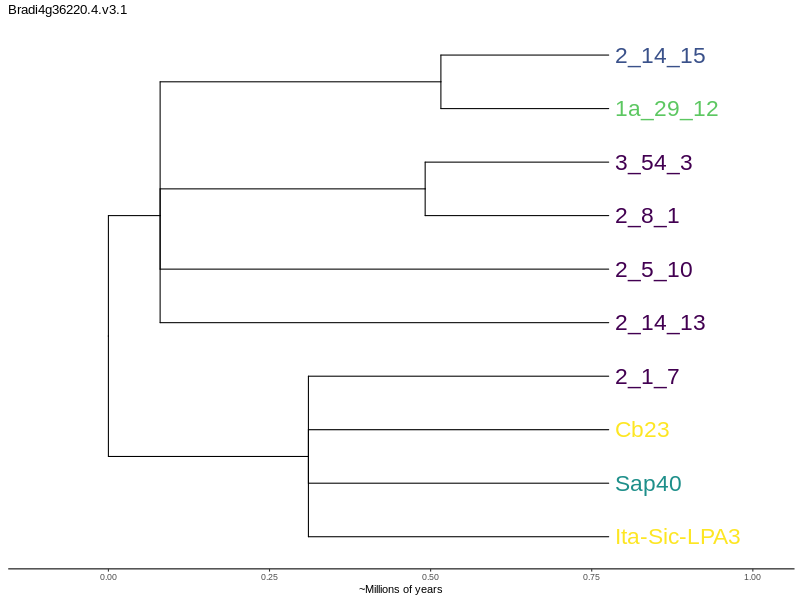 Bradi4g36220.4.v3.1
2_14_15
1a_29_12
3_54_3
2_8_1
2_5_10
2_14_13
2_1_7
Cb23
Sap40
Ita-Sic-LPA3
0.00 0.25 0.50 0.75 1.00
~Millions of years